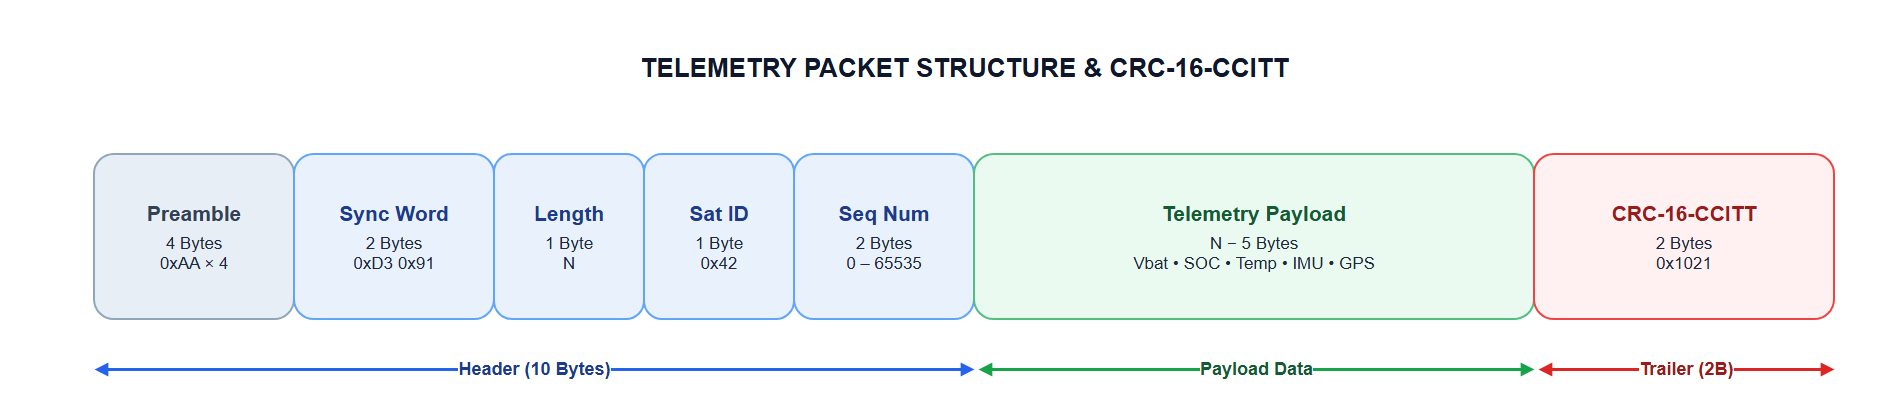 TELEMETRY PACKET STRUCTURE & CRC-16-CCITT
Preamble
4 Bytes
0xAA × 4
Sync Word
2 Bytes
0xD3 0x91
Length
1 Byte
N
Sat ID
1 Byte
0x42
Seq Num
2 Bytes
0 – 65535
Telemetry Payload
N − 5 Bytes
Vbat • SOC • Temp • IMU • GPS
CRC-16-CCITT
2 Bytes
0x1021
Header (10 Bytes)
Payload Data
Trailer (2B)